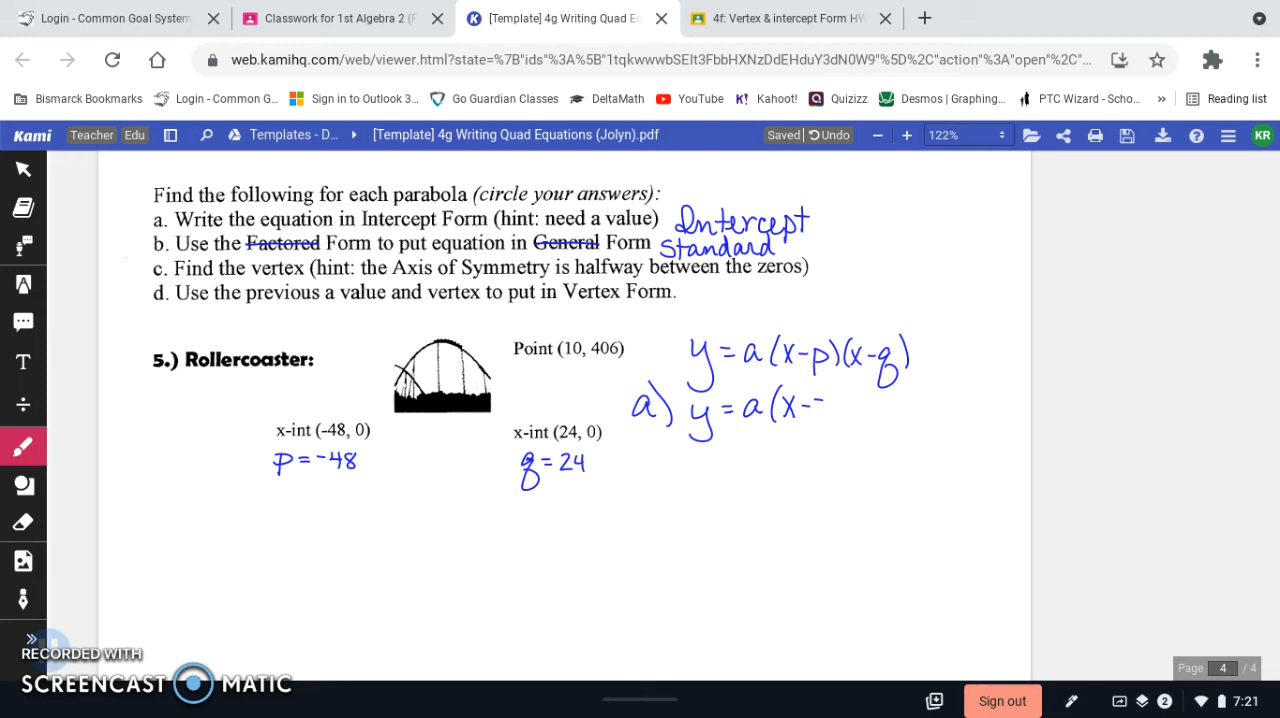 Login - Common Goal System
Classwork for 1st Algebra 2 (F
[Template] 4g Writing Quad Eq
4f: Vertex & intercept Form HW
web.kamihq.com/web/viewer.html?state=%7B"ids"%3A%5B"1tqkwwwbSEIt3FbbHXNzDdEHduY3dN0W9"%5D%2C"action"%3A"open"%2C"...
Bismarck Bookmarks
Login - Common G...
Sign in to Outlook 3...
Go Guardian Classes
DeltaMath
YouTube
Kahoot!
Quizizz
Desmos | Graphing...
PTC Wizard - Scho...
»
Reading list
Kami Teacher Edu
Templates - D...
[Template] 4g Writing Quad Equations (Jolyn).pdf
Saved Undo
122%
KR
Find the following for each parabola (circle your answers):
a. Write the equation in Intercept Form (hint: need a value) Intercept
b. Use the Factored Form to put equation in General Form Standard
c. Find the vertex (hint: the Axis of Symmetry is halfway between the zeros)
d. Use the previous a value and vertex to put in Vertex Form.
5.) Rollercoaster:
Point (10, 406)
y = a(x-p)(x-q)
a) y = a(x--
x-int (-48, 0)
x-int (24, 0)
p = -48
q = 24
RECORDED WITH
SCREENCAST MATIC
Page 4 / 4
Sign out
2
7:21